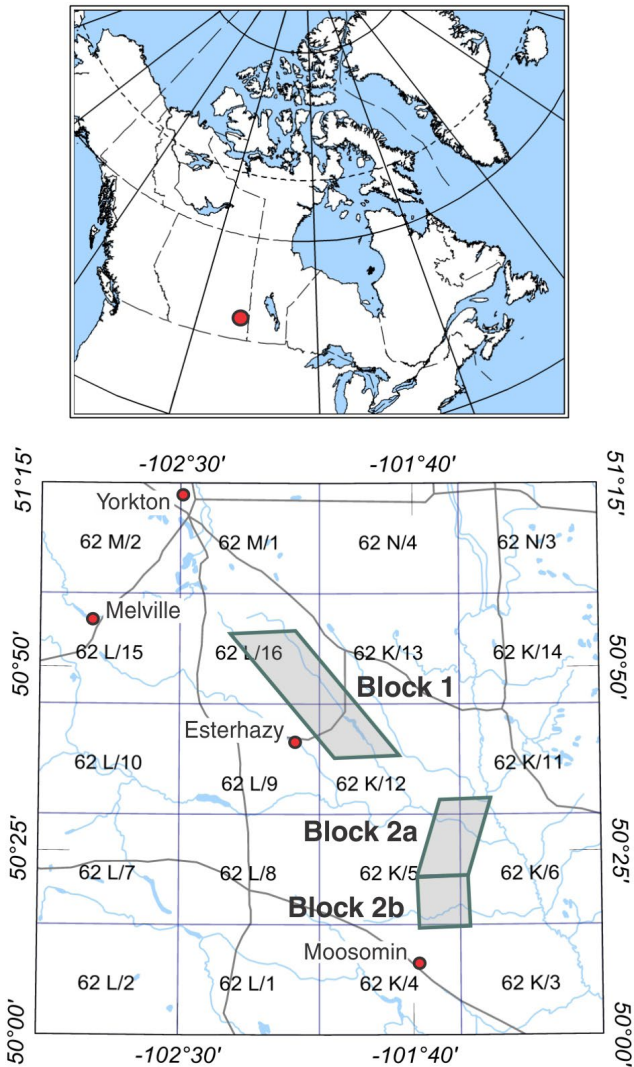 -102°30' -101°40'
51°15' 51°15'
Yorkton
62 M/2 62 M/1 62 N/4 62 N/3
Melville
62 L/15 62 L/16 62 K/13 62 K/14
50°50' 50°50'
Block 1
Esterhazy
62 L/10 62 K/11
62 L/9 62 K/12
Block 2a
50°25' 50°25'
62 L/7 62 L/8 62 K/5 62 K/6
Block 2b
Moosomin
62 L/2 62 L/1 62 K/4 62 K/3
50°00' 50°00'
-102°30' -101°40'